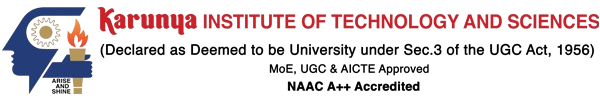 Karunya INSTITUTE OF TECHNOLOGY AND SCIENCES
(Declared as Deemed to be University under Sec.3 of the UGC Act, 1956)
MoE, UGC & AICTE Approved
NAAC A++ Accredited
ARISE
AND
SHINE